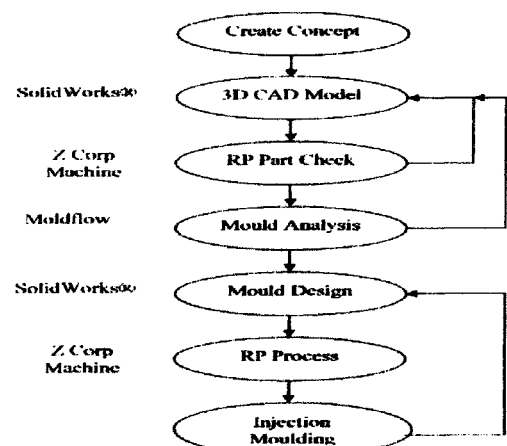 Create Concept
SolidWorks®
3D CAD Model
Z Corp
Machine
RP Part Check
Moldflow
Mould Analysis
SolidWorks®
Mould Design
Z Corp
Machine
RP Process
Injection
Moulding